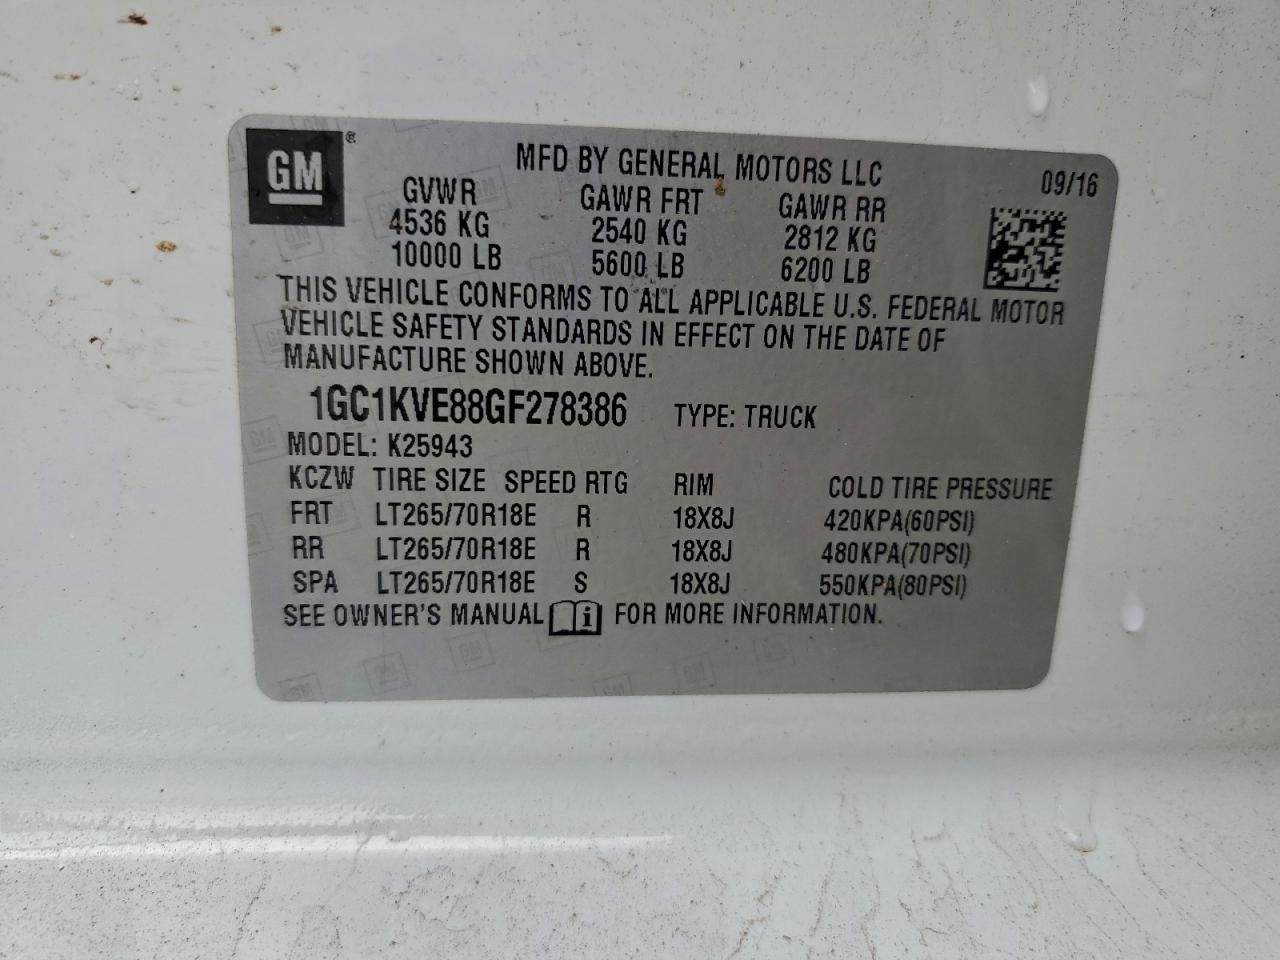 GM ®
MFD BY GENERAL MOTORS LLC 09/16
GVWR GAWR FRT GAWR RR
4536 KG 2540 KG 2812 KG
10000 LB 5600 LB 6200 LB
THIS VEHICLE CONFORMS TO ALL APPLICABLE U.S. FEDERAL MOTOR
VEHICLE SAFETY STANDARDS IN EFFECT ON THE DATE OF
MANUFACTURE SHOWN ABOVE.
1GC1KVE88GF278386 TYPE: TRUCK
MODEL: K25943
KCZW TIRE SIZE SPEED RTG RIM COLD TIRE PRESSURE
FRT LT265/70R18E R 18X8J 420KPA(60PSI)
RR LT265/70R18E R 18X8J 480KPA(70PSI)
SPA LT265/70R18E S 18X8J 550KPA(80PSI)
SEE OWNER'S MANUAL i FOR MORE INFORMATION.